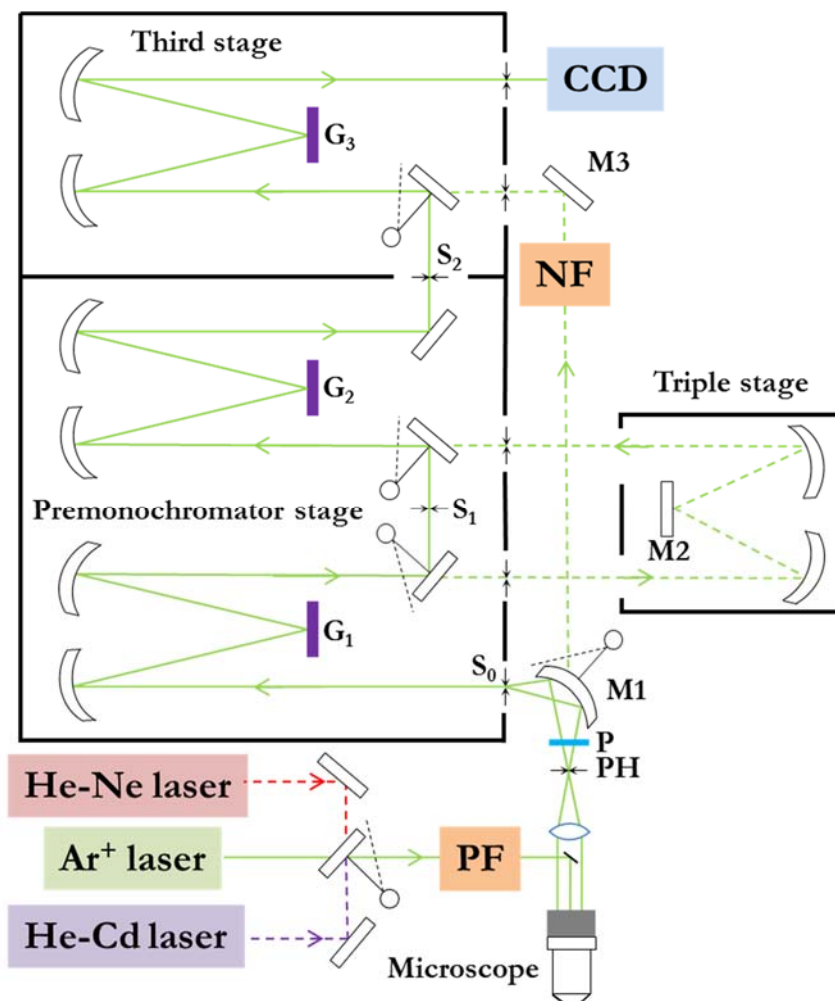 Third stage
CCD
G3
M3
S2
NF
G2
Triple stage
Premonochromator stage
S1
M2
G1
S0
M1
P
PH
He-Ne laser
Ar+ laser
PF
He-Cd laser
Microscope